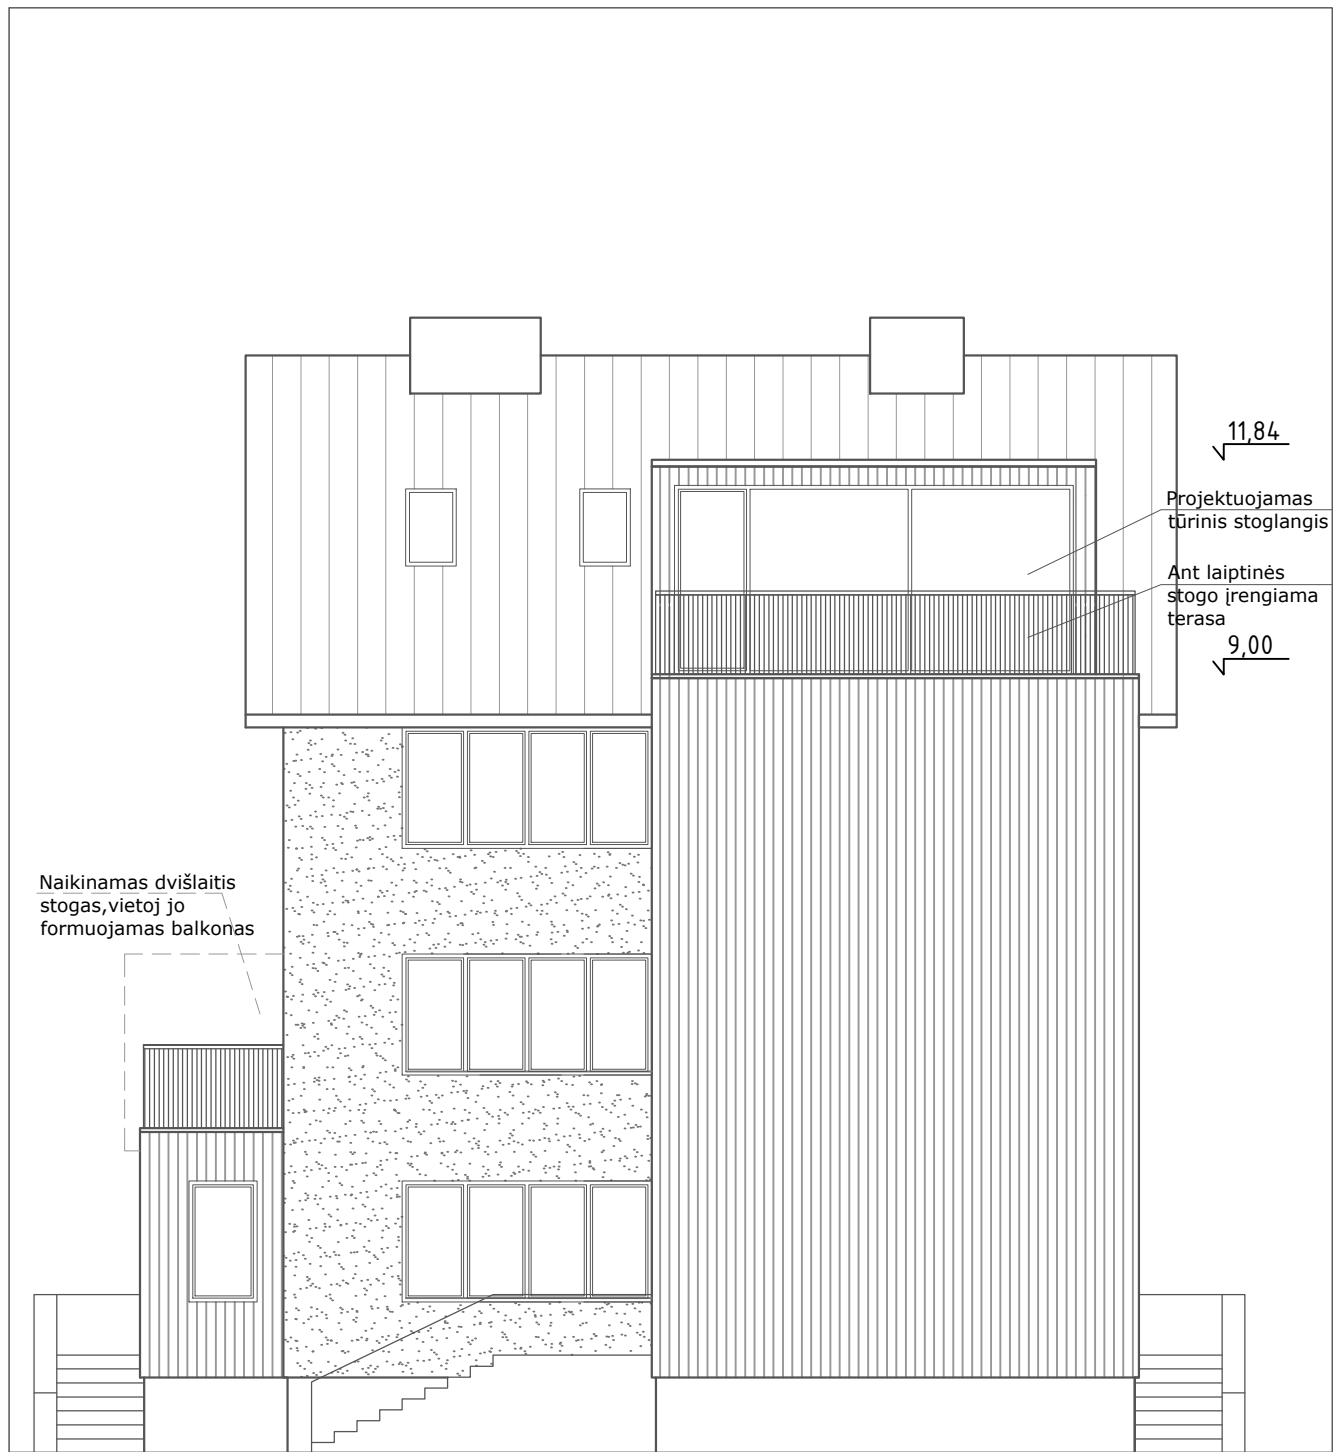 11,84
Projektuojamas
tūrinis stoglangis
Ant laiptinės
stogo įrengiama
terasa
9,00
Naikinamas dvišlaitis
stogas,vietoj jo
formuojamas balkonas